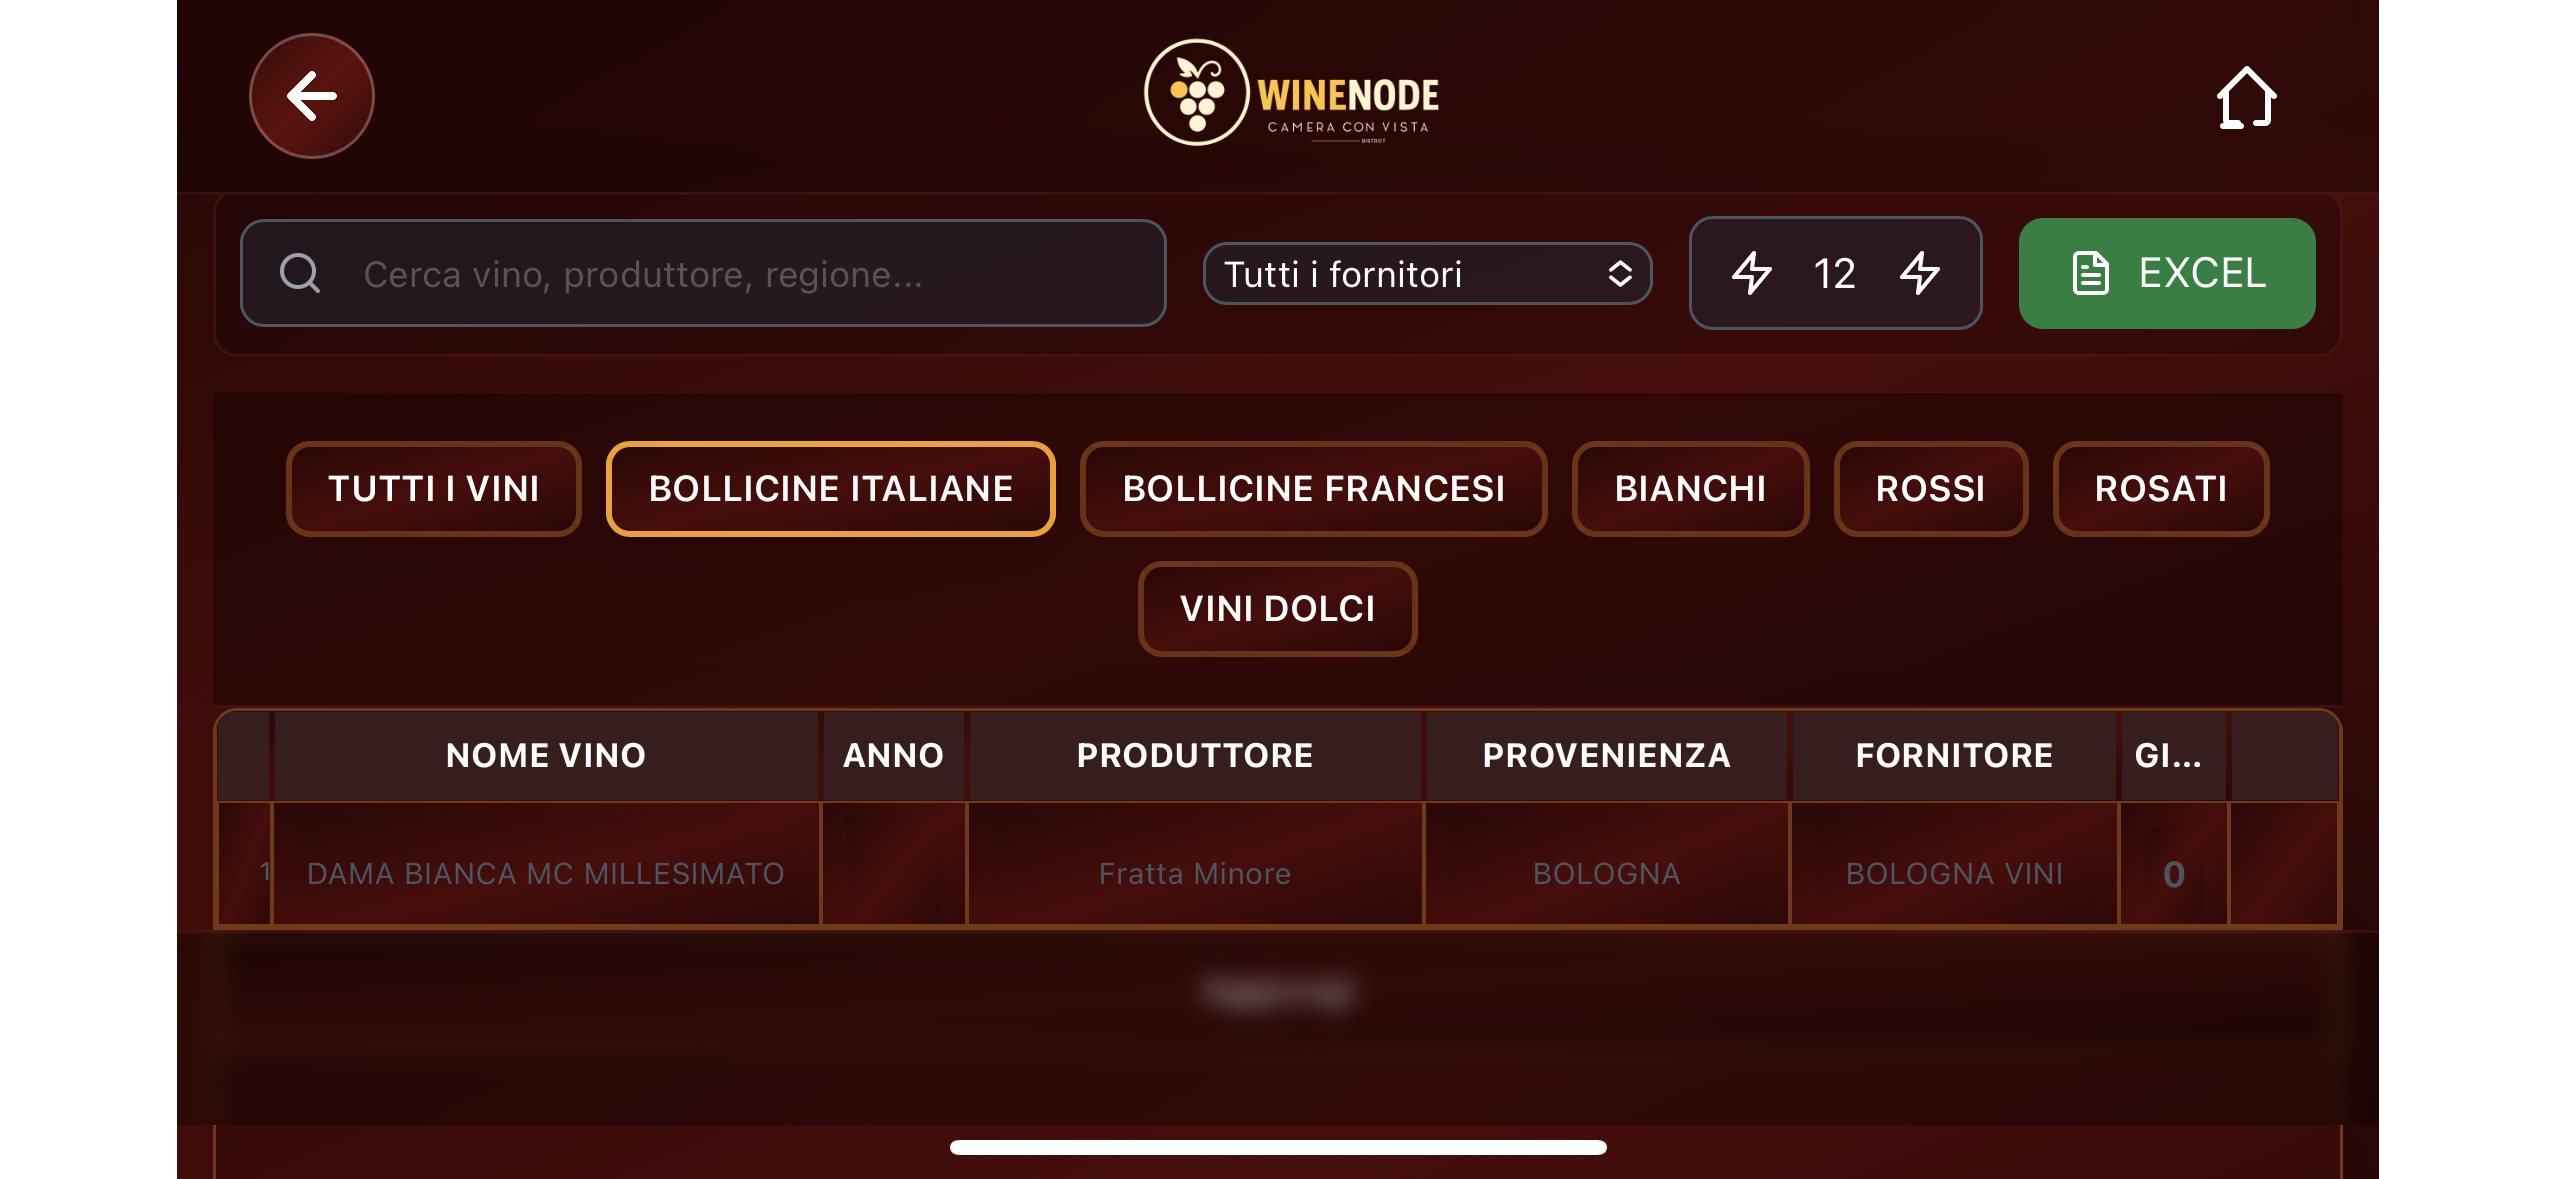 WINENODE
CAMERA CON VISTA
BISTROT
Cerca vino, produttore, regione...
Tutti i fornitori
12
EXCEL
TUTTI I VINI
BOLLICINE ITALIANE
BOLLICINE FRANCESI
BIANCHI
ROSSI
ROSATI
VINI DOLCI
NOME VINO ANNO PRODUTTORE PROVENIENZA FORNITORE GI...
1 DAMA BIANCA MC MILLESIMATO Fratta Minore BOLOGNA BOLOGNA VINI 0